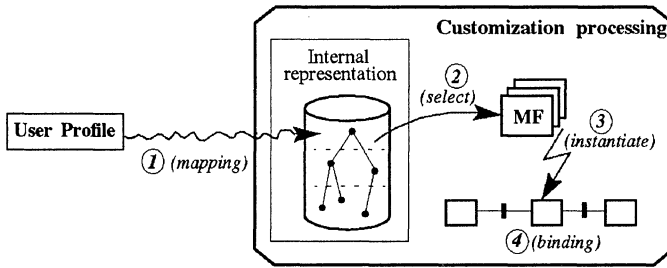 Customization processing
Internal
representation
2
(select)
MF
3
(instantiate)
User Profile
1 (mapping)
4 (binding)